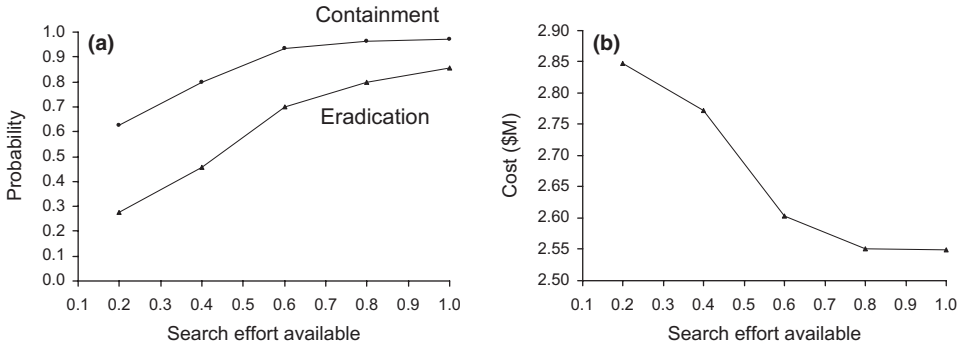 Containment
(a)
Eradication
Probability
1.0
0.9
0.8
0.7
0.6
0.5
0.4
0.3
0.2
0.1
0.0
0.1 0.2 0.3 0.4 0.5 0.6 0.7 0.8 0.9 1.0
Search effort available
(b)
Cost ($M)
2.90
2.85
2.80
2.75
2.70
2.65
2.60
2.55
2.50
0.1 0.2 0.3 0.4 0.5 0.6 0.7 0.8 0.9 1.0
Search effort available